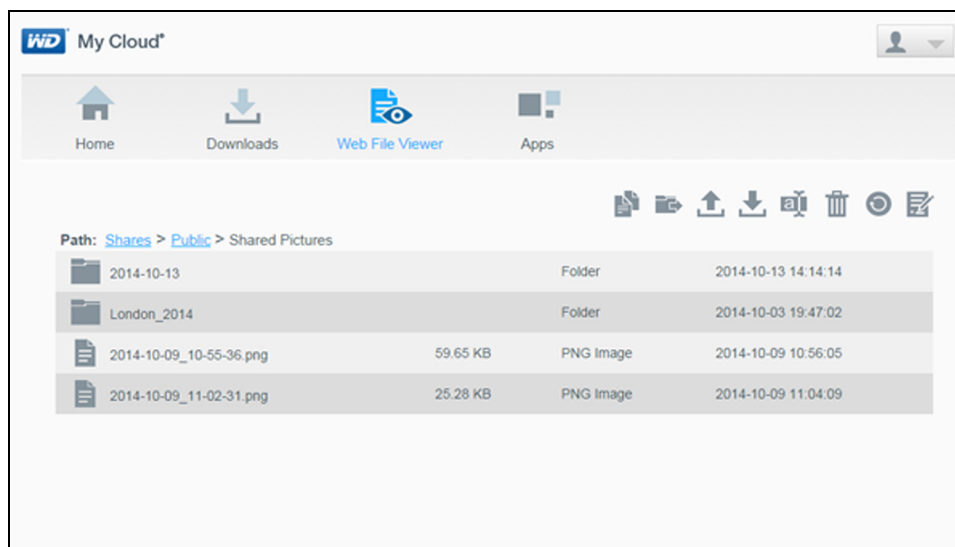 WD My Cloud
Home Downloads Web File Viewer Apps
Path: Shares > Public > Shared Pictures
2014-10-13 Folder 2014-10-13 14:14:14
London_2014 Folder 2014-10-03 19:47:02
2014-10-09_10-55-36.png 59.65 KB PNG Image 2014-10-09 10:56:05
2014-10-09_11-02-31.png 25.28 KB PNG Image 2014-10-09 11:04:09